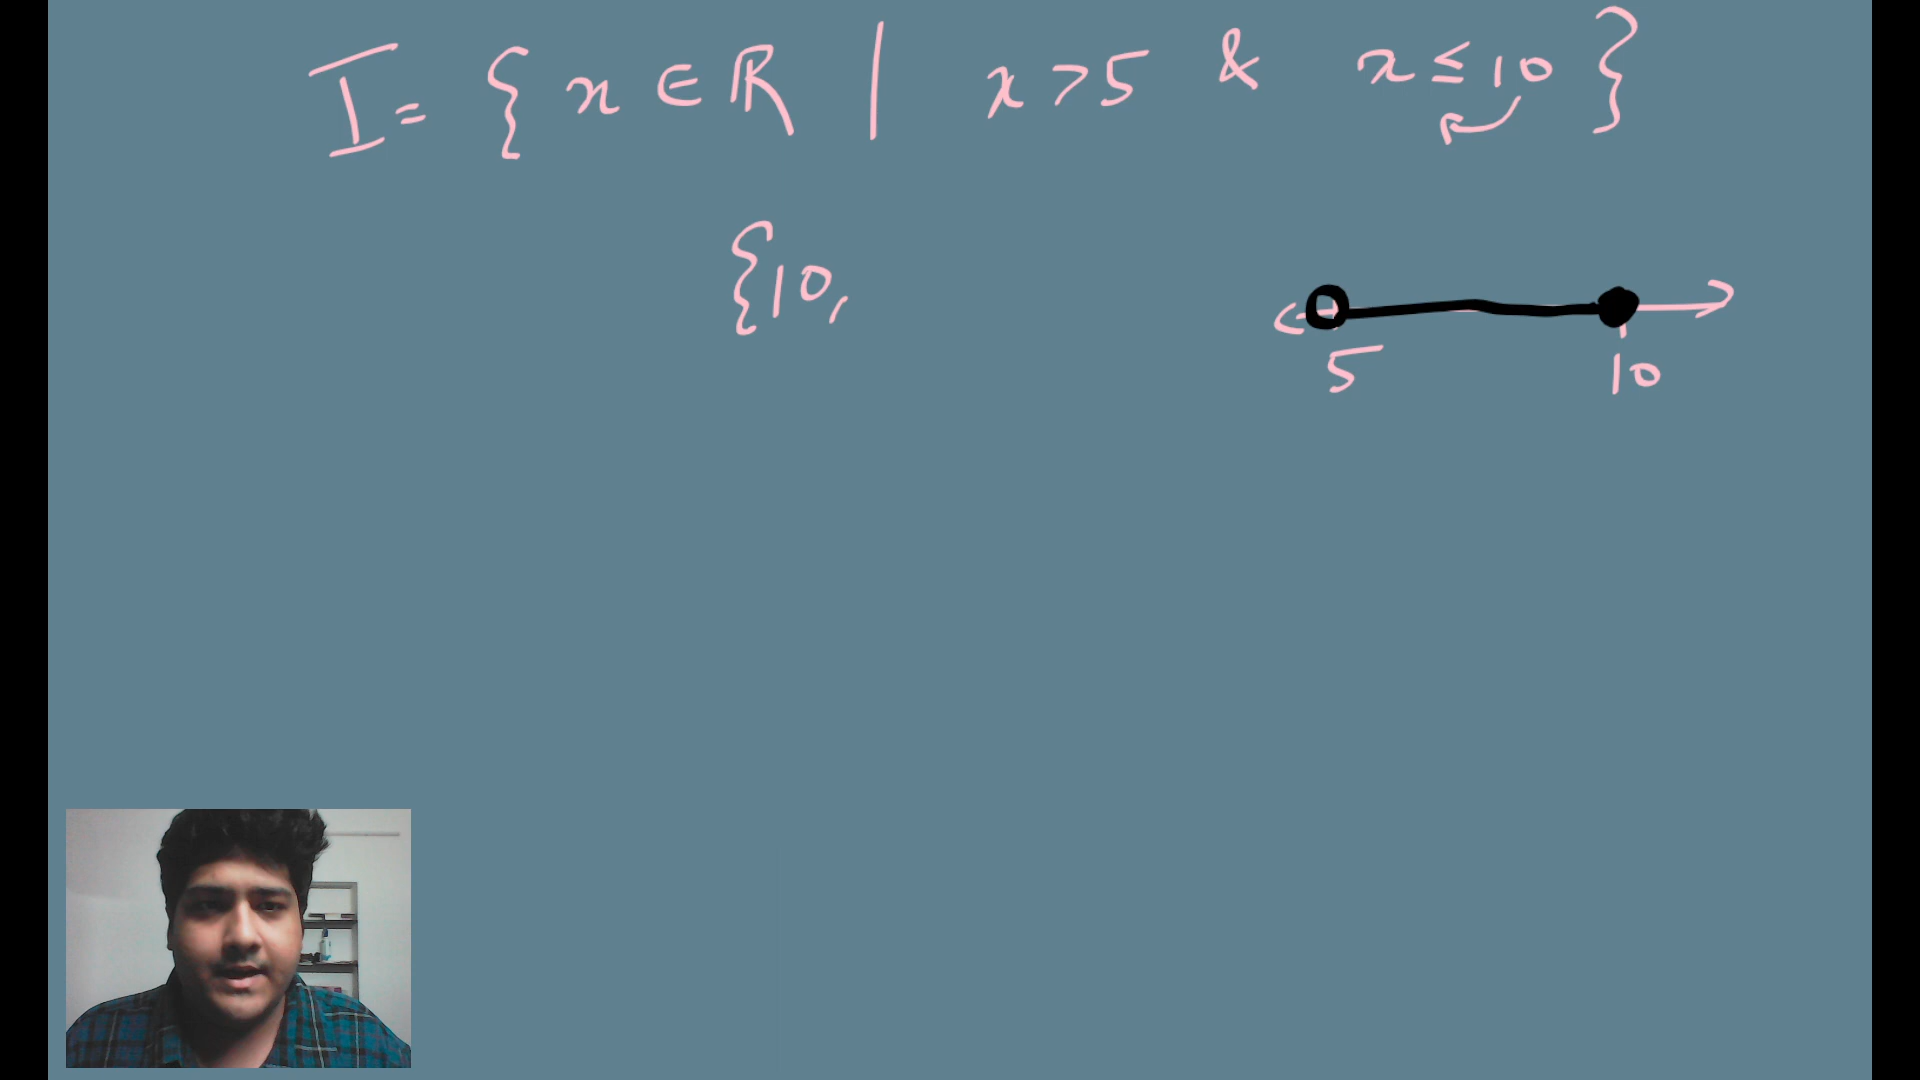 I = { x ∈ ℝ | x > 5 & x ≤ 10 }
{10,
5 10